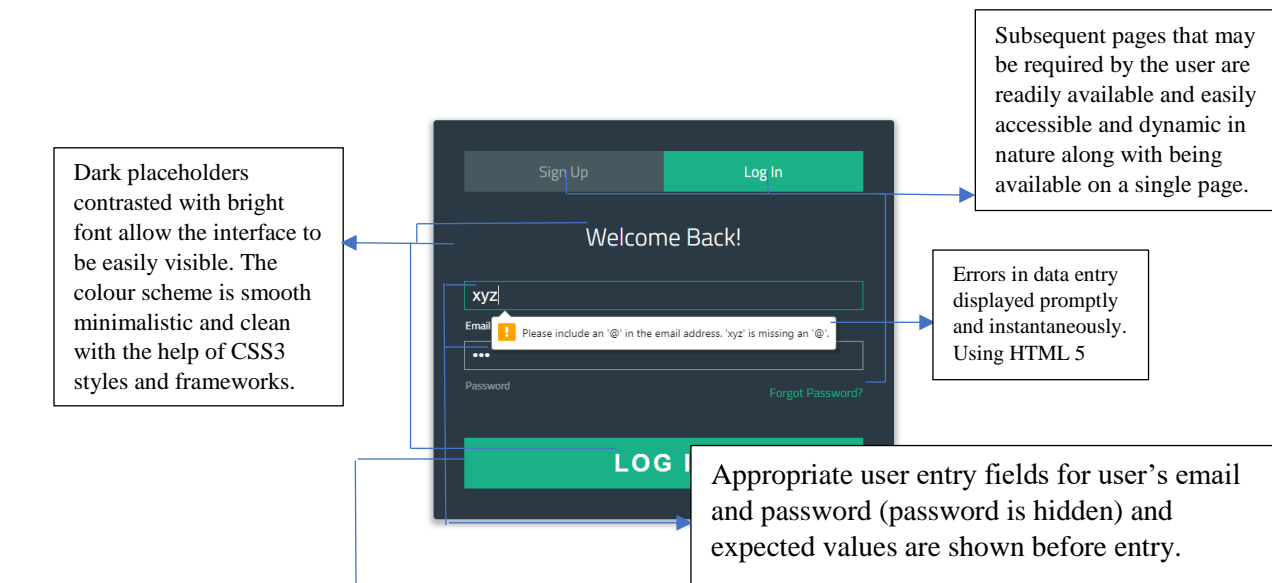 Subsequent pages that may
be required by the user are
readily available and easily
accessible and dynamic in
nature along with being
available on a single page.
Dark placeholders
contrasted with bright
font allow the interface to
be easily visible. The
colour scheme is smooth
minimalistic and clean
with the help of CSS3
styles and frameworks.
Sign Up
Log In
Welcome Back!
xyz
Email
Please include an '@' in the email address. 'xyz' is missing an '@'.
Password
Forgot Password?
Errors in data entry
displayed promptly
and instantaneously.
Using HTML 5
LOG
Appropriate user entry fields for user’s email
and password (password is hidden) and
expected values are shown before entry.